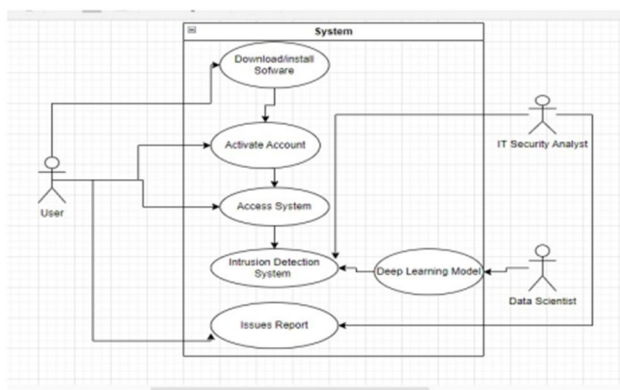 System
Download/install
Sofware
Activate Account
IT Security Analyst
Access System
User
Intrusion Detection
System
Deep Learning Model
Data Scientist
Issues Report